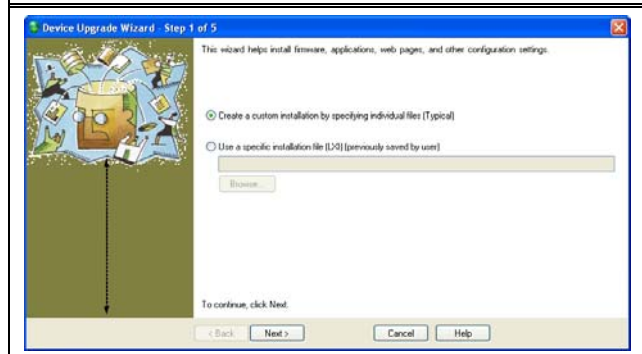 Device Upgrade Wizard - Step 1 of 5
This wizard helps install firmware, applications, web pages, and other configuration settings.
Create a custom installation by specifying individual files (Typical)
Use a specific installation file (LXI) (previously saved by user)
Browse...
To continue, click Next.
< Back
Next >
Cancel
Help